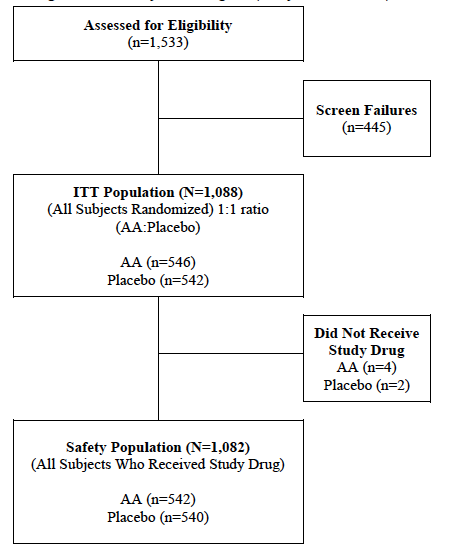 Assessed for Eligibility
(n=1,533)
Screen Failures
(n=445)
ITT Population (N=1,088)
(All Subjects Randomized) 1:1 ratio
(AA:Placebo)
AA (n=546)
Placebo (n=542)
Did Not Receive
Study Drug
AA (n=4)
Placebo (n=2)
Safety Population (N=1,082)
(All Subjects Who Received Study Drug)
AA (n=542)
Placebo (n=540)